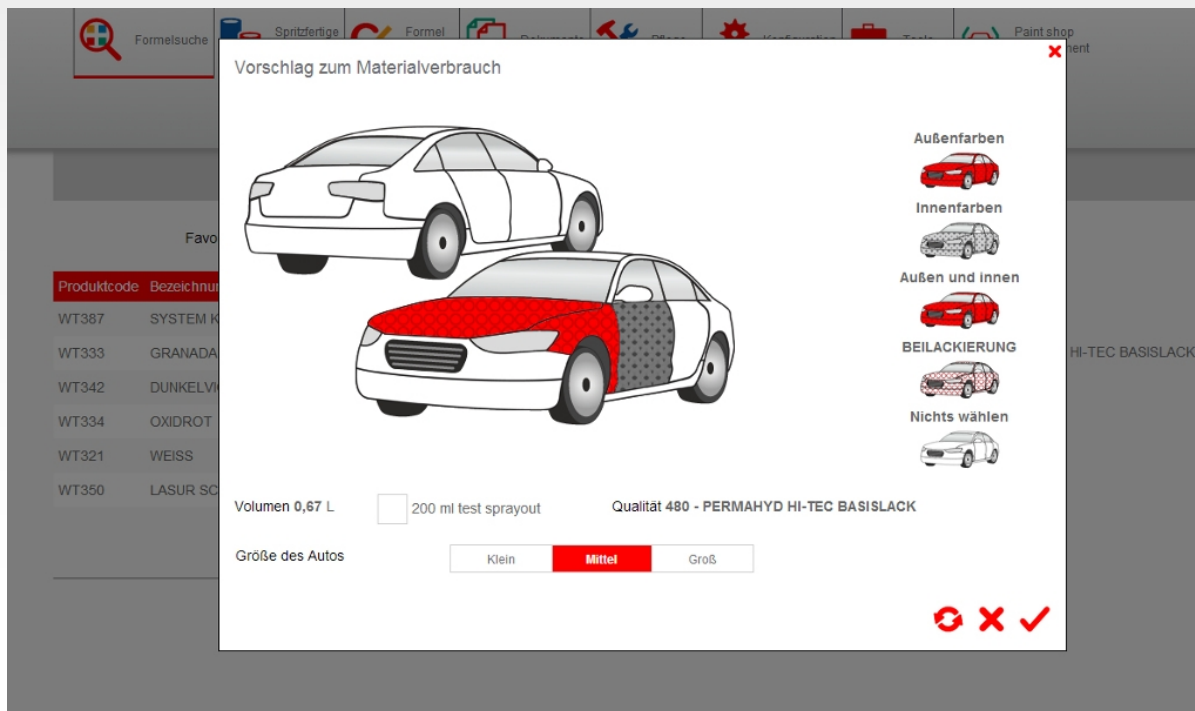 Formelsuche
Spritzfertige
Formel
Paint shop
Vorschlag zum Materialverbrauch
Außenfarben
Innenfarben
Außen und innen
BEILACKIERUNG
Nichts wählen
Favo
Produktcode Bezeichnun
WT387 SYSTEM K
WT333 GRANADA HI-TEC BASISLACK
WT342 DUNKELVI
WT334 OXIDROT
WT321 WEISS
WT350 LASUR SC
Volumen 0,67 L 200 ml test sprayout Qualität 480 - PERMAHYD HI-TEC BASISLACK
Größe des Autos Klein Mittel Groß